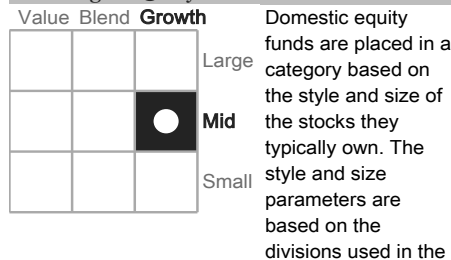 Value Blend Growth
Large
Mid
Small
Domestic equity
funds are placed in a
category based on
the style and size of
the stocks they
typically own. The
style and size
parameters are
based on the
divisions used in the